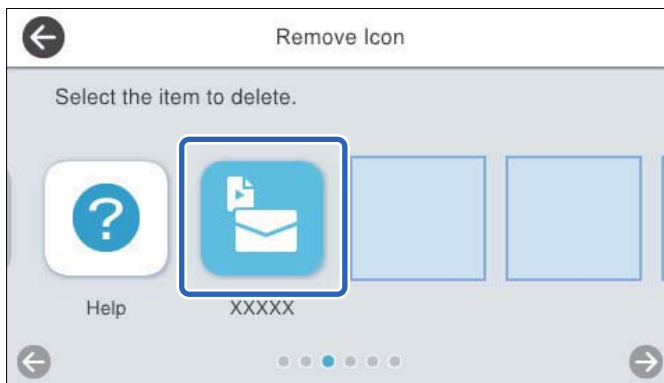 Remove Icon
Select the item to delete.
?
Help
XXXXX